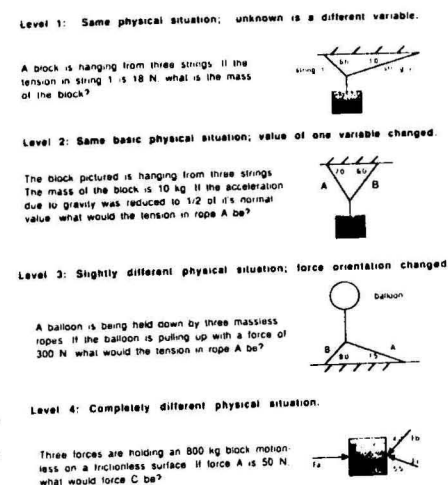 Level 1: Same physical situation; unknown is a different variable.
A block is hanging from three strings If the
tension in string 1 is 18 N. what is the mass
of the block?
string
Level 2: Same basic physical situation; value of one variable changed.
The block pictured is hanging from three strings
The mass of the block is 10 kg If the acceleration
due to gravity was reduced to 1/2 of it's normal
value what would the tension in rope A be?
70 60
A B
Level 3: Slightly different physical situation; force orientation changed
A balloon is being held down by three massless
ropes If the balloon is pulling up with a force of
300 N what would the tension in rope A be?
balloon
B A
80 15
Level 4: Completely different physical situation.
Three forces are holding an 800 kg block motion-
less on a frictionless surface If force A is 50 N.
what would force C be?
Fa
Fb
55